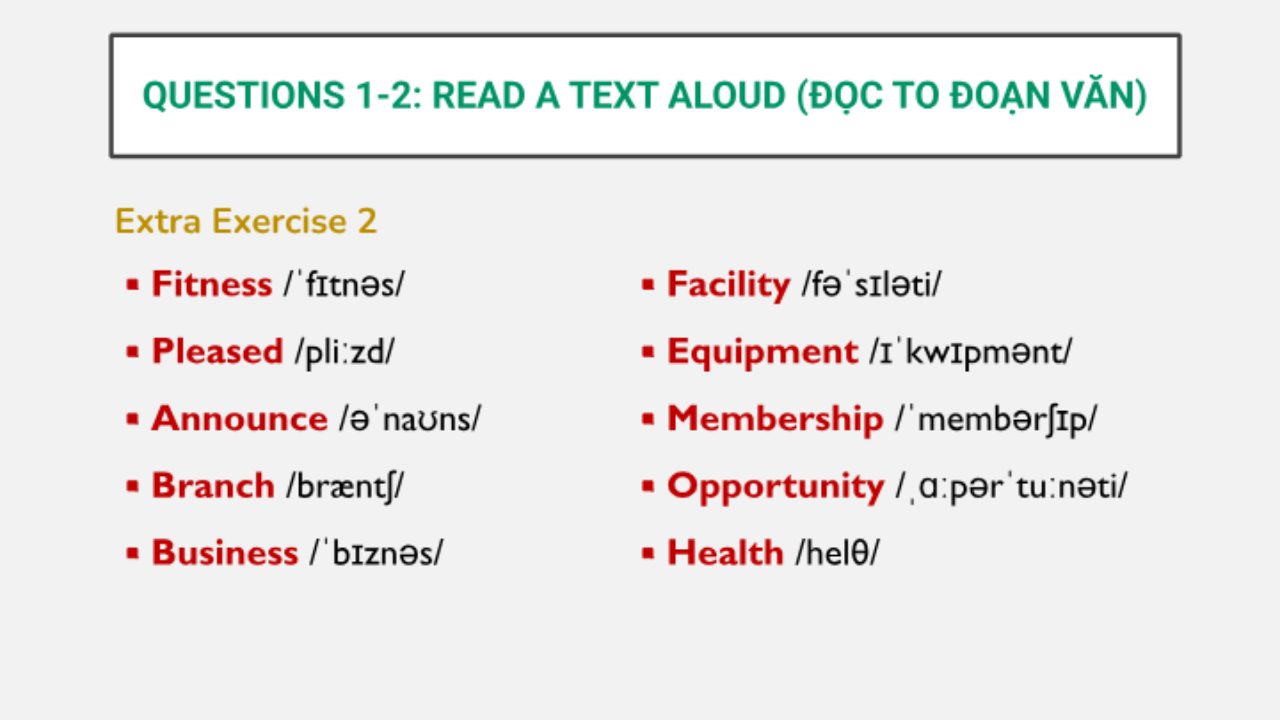 QUESTIONS 1-2: READ A TEXT ALOUD (ĐỌC TO ĐOẠN VĂN)
Extra Exercise 2
▪ Fitness /ˈfɪtnəs/
▪ Pleased /pliːzd/
▪ Announce /əˈnaʊns/
▪ Branch /bræntʃ/
▪ Business /ˈbɪznəs/
▪ Facility /fəˈsɪləti/
▪ Equipment /ɪˈkwɪpmənt/
▪ Membership /ˈmembərʃɪp/
▪ Opportunity /ˌɑːpərˈtuːnəti/
▪ Health /helθ/